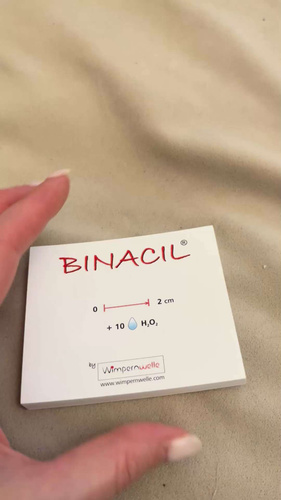 BINACIL®
0 2 cm
+ 10 H₂O₂
by Wimpernwelle
www.wimpernwelle.com